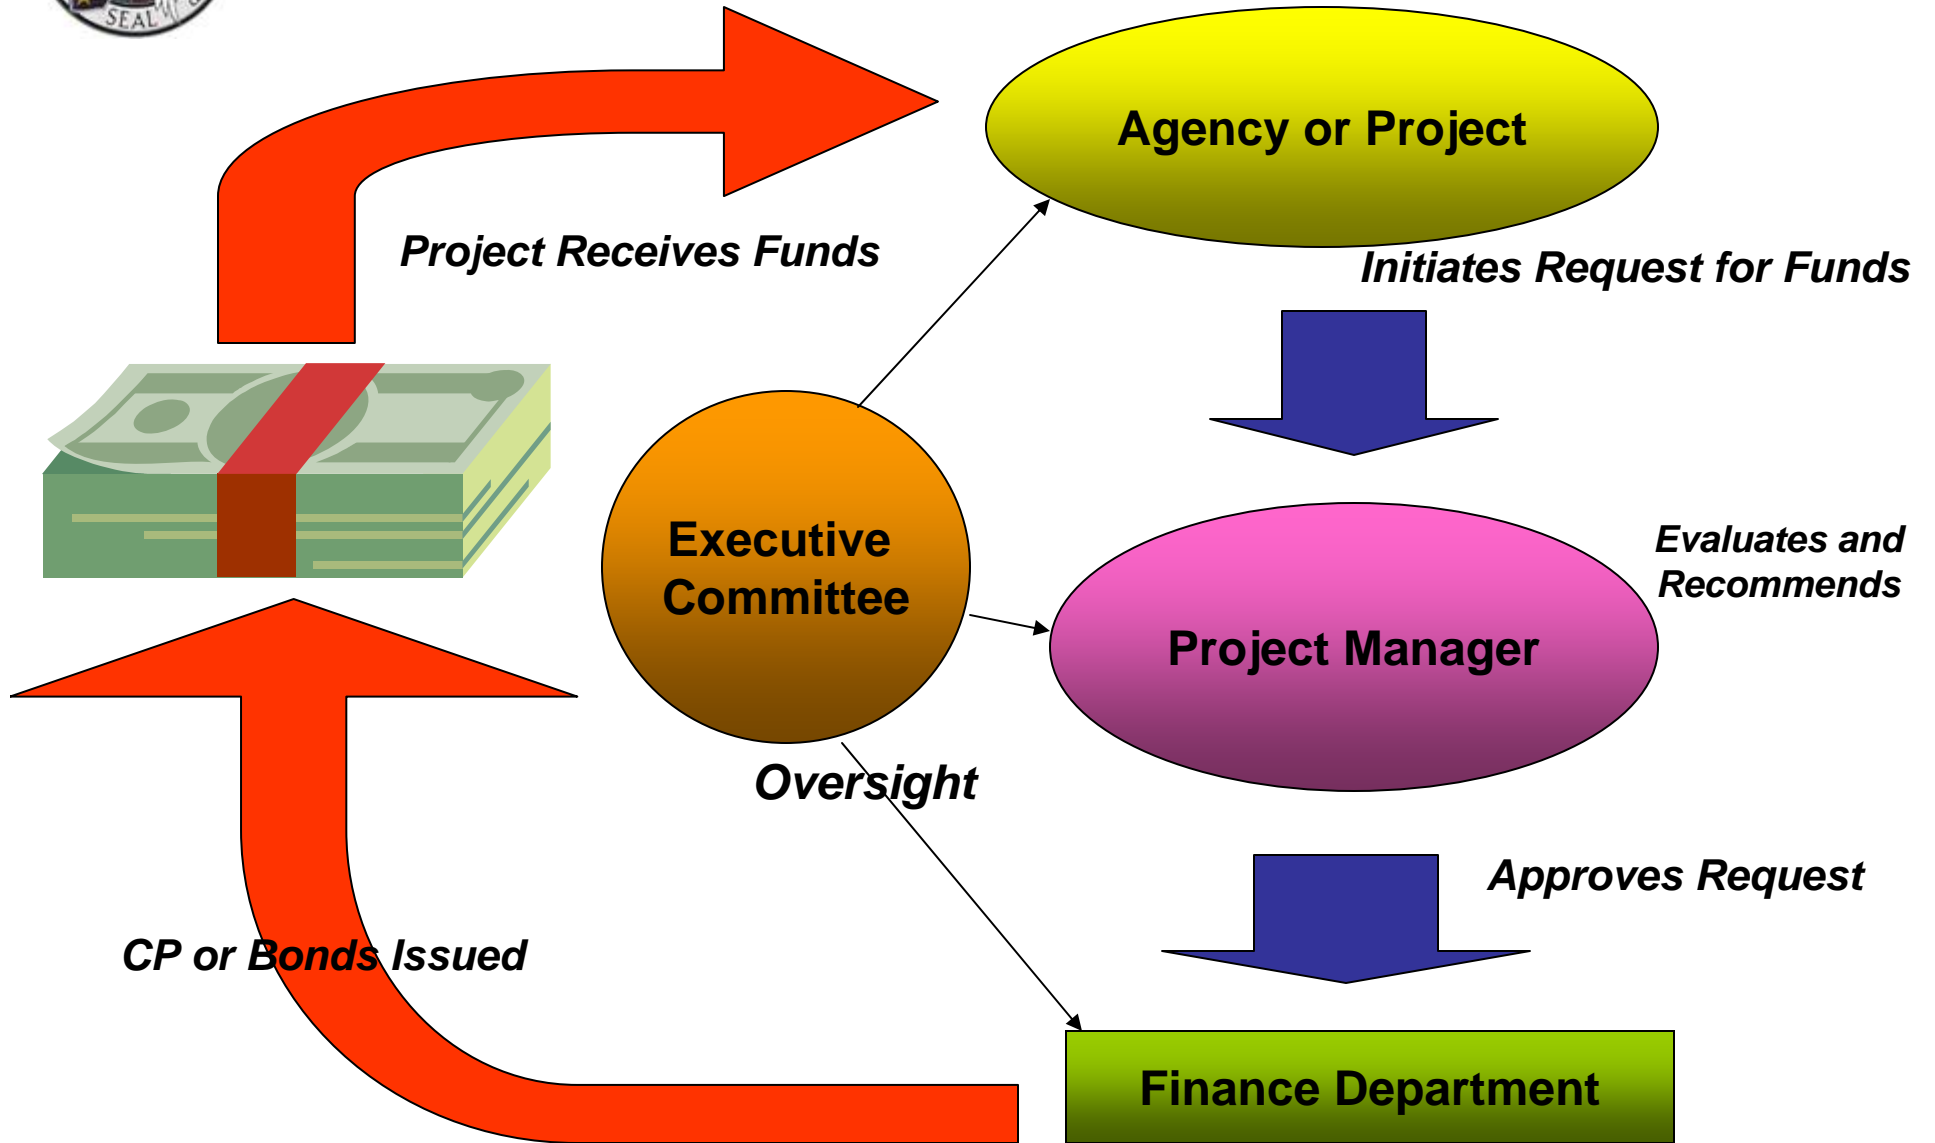 SEAL
Agency or Project
Project Receives Funds
Initiates Request for Funds
Executive
Committee
Evaluates and
Recommends
Project Manager
Oversight
Approves Request
CP or Bonds Issued
Finance Department